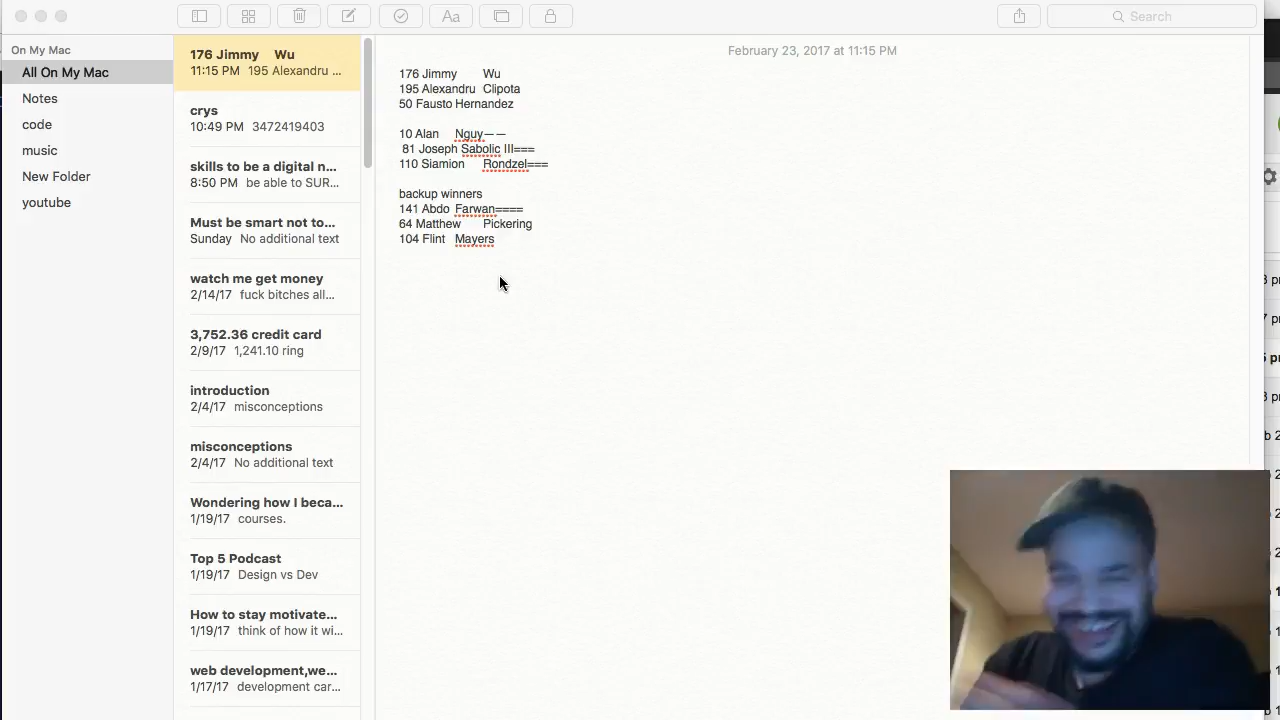 Search
On My Mac
All On My Mac
Notes
code
music
New Folder
youtube
176 Jimmy Wu
11:15 PM 195 Alexandru ...
crys
10:49 PM 3472419403
skills to be a digital n...
8:50 PM be able to SUR...
Must be smart not to...
Sunday No additional text
watch me get money
2/14/17 fuck bitches all...
3,752.36 credit card
2/9/17 1,241.10 ring
introduction
2/4/17 misconceptions
misconceptions
2/4/17 No additional text
Wondering how I beca...
1/19/17 courses.
Top 5 Podcast
1/19/17 Design vs Dev
How to stay motivate...
1/19/17 think of how it wi...
web development,we...
1/17/17 development car...
February 23, 2017 at 11:15 PM
176 Jimmy Wu
195 Alexandru Clipota
50 Fausto Hernandez
10 Alan Nguy——
81 Joseph Sabolic III===
110 Siamion Rondzel===
backup winners
141 Abdo Farwan====
64 Matthew Pickering
104 Flint Mayers